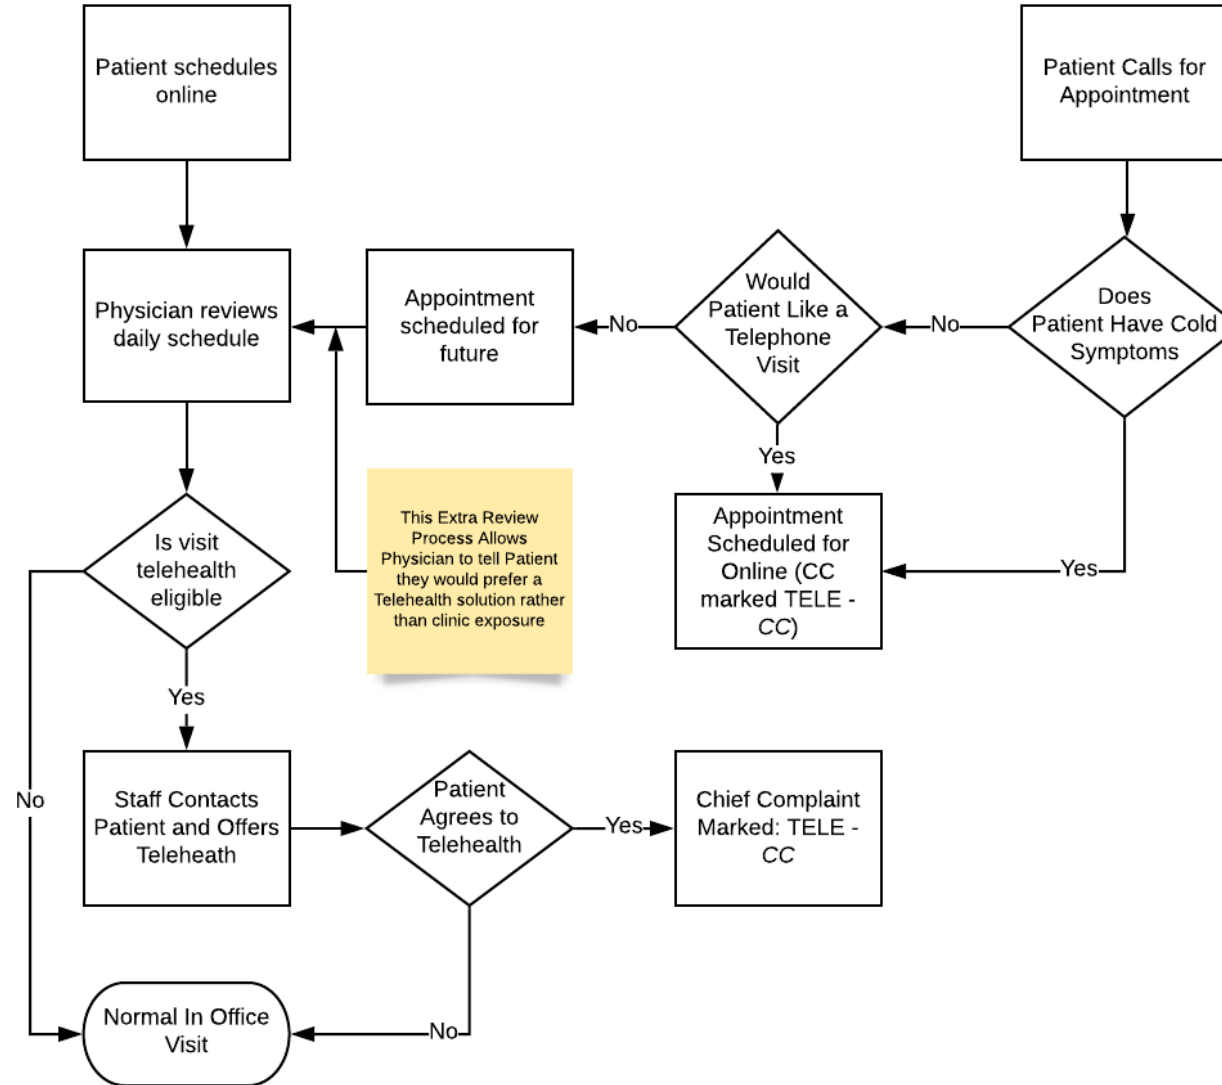 Patient schedules
online
Patient Calls for
Appointment
Physician reviews
daily schedule
Appointment
scheduled for
future
No
Would
Patient Like a
Telephone
Visit
No
Does
Patient Have Cold
Symptoms
Yes
This Extra Review
Process Allows
Physician to tell Patient
they would prefer a
Telehealth solution rather
than clinic exposure
Is visit
telehealth
eligible
Appointment
Scheduled for
Online (CC
marked TELE -
CC)
Yes
Yes
No
Staff Contacts
Patient and Offers
Teleheath
Patient
Agrees to
Telehealth
Yes
Chief Complaint
Marked: TELE -
CC
Normal In Office
Visit
No